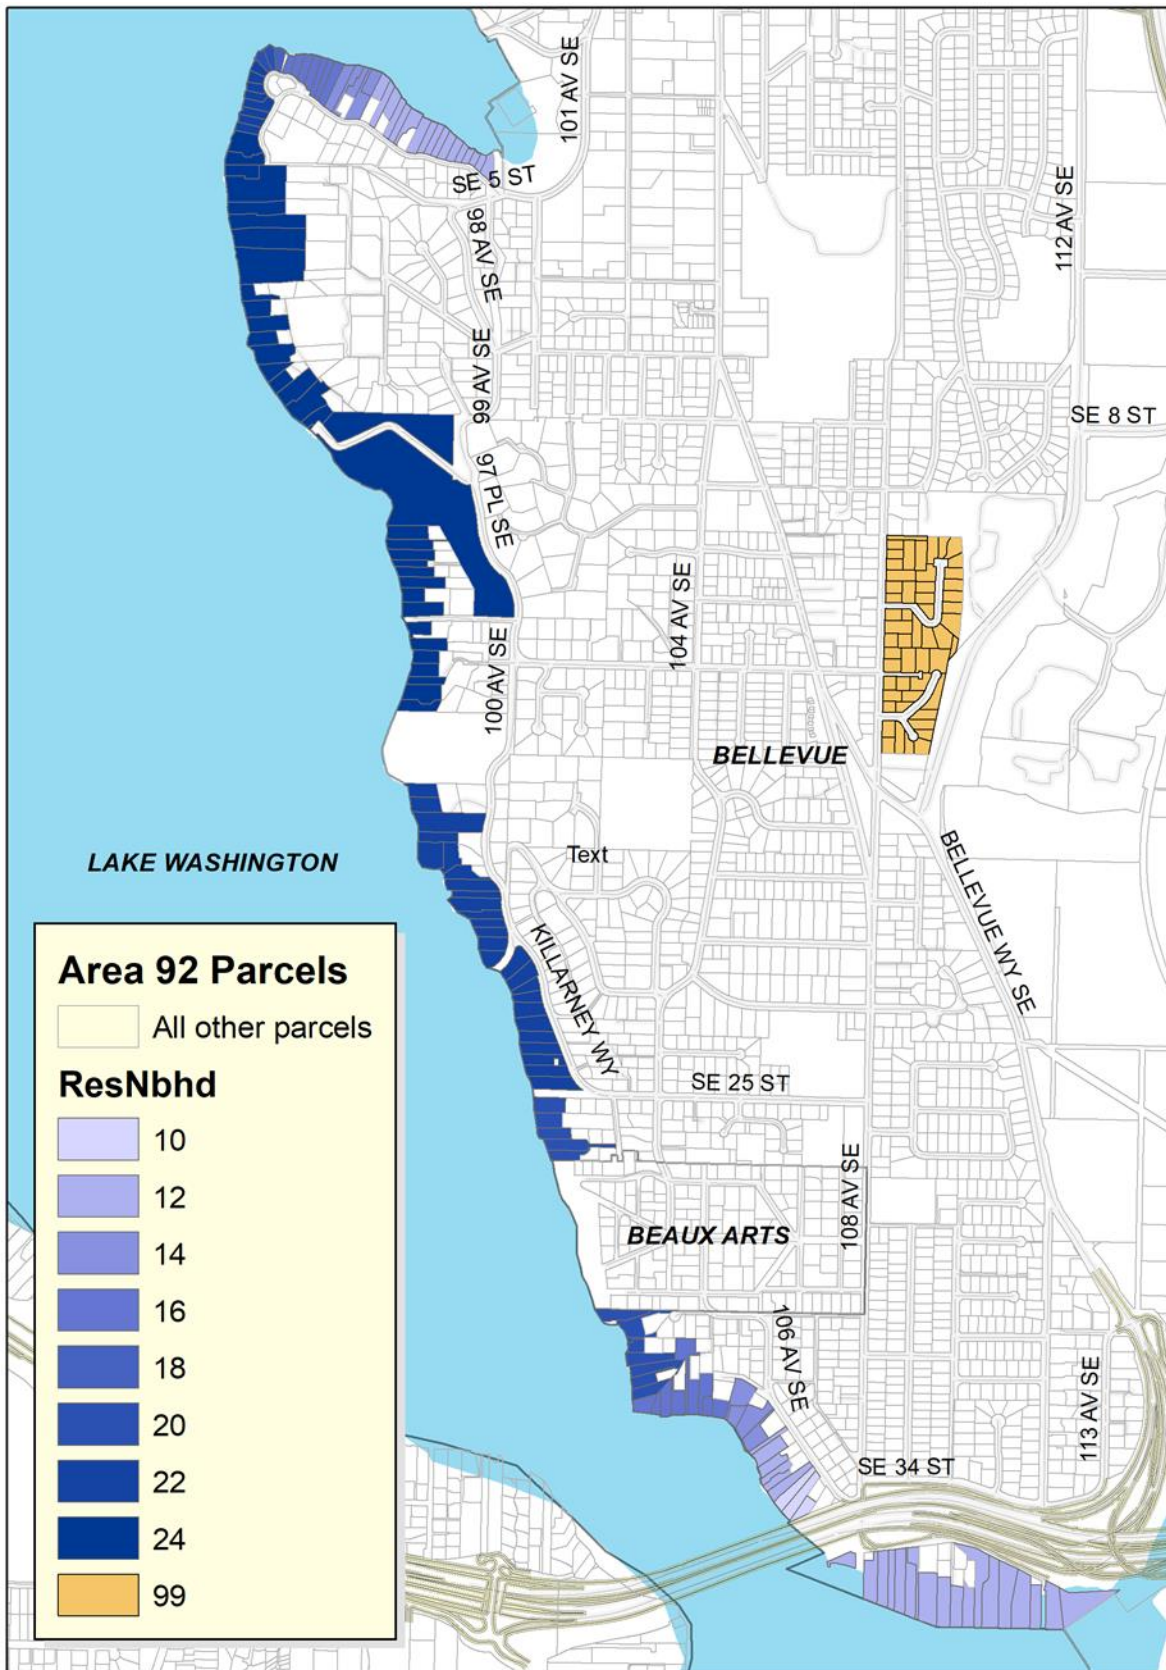 101 AV SE
SE 5 ST
98 AV SE
112 AV SE
99 AV SE
SE 8 ST
97 PL SE
104 AV SE
100 AV SE
BELLEVUE
Text
LAKE WASHINGTON
BELLEVUE WY SE
KILLARNEY WY
SE 25 ST
108 AV SE
BEAUX ARTS
106 AV SE
113 AV SE
SE 34 ST
Area 92 Parcels
All other parcels
ResNbhd
10
12
14
16
18
20
22
24
99